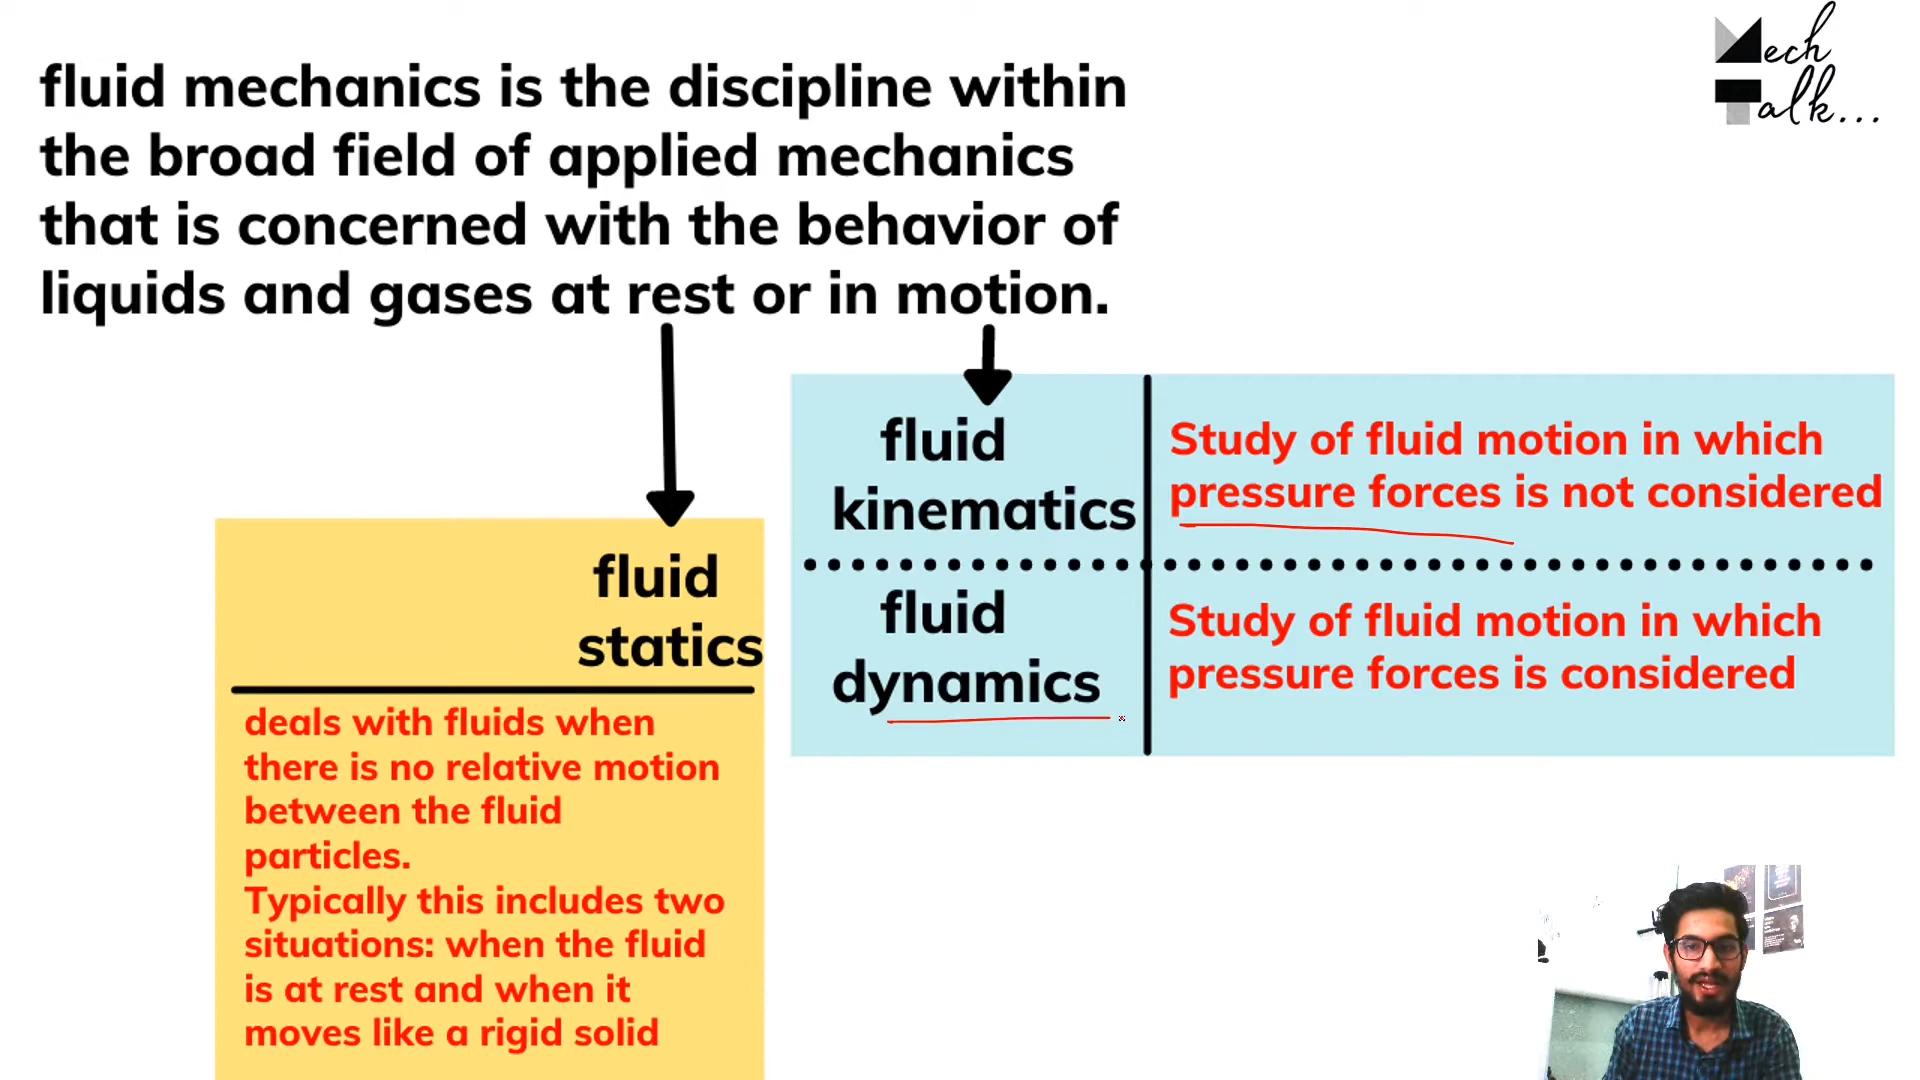 Mech
Talk...
fluid mechanics is the discipline within
the broad field of applied mechanics
that is concerned with the behavior of
liquids and gases at rest or in motion.
fluid
kinematics
Study of fluid motion in which
pressure forces is not considered
fluid
dynamics
Study of fluid motion in which
pressure forces is considered
fluid
statics
deals with fluids when
there is no relative motion
between the fluid
particles.
Typically this includes two
situations: when the fluid
is at rest and when it
moves like a rigid solid